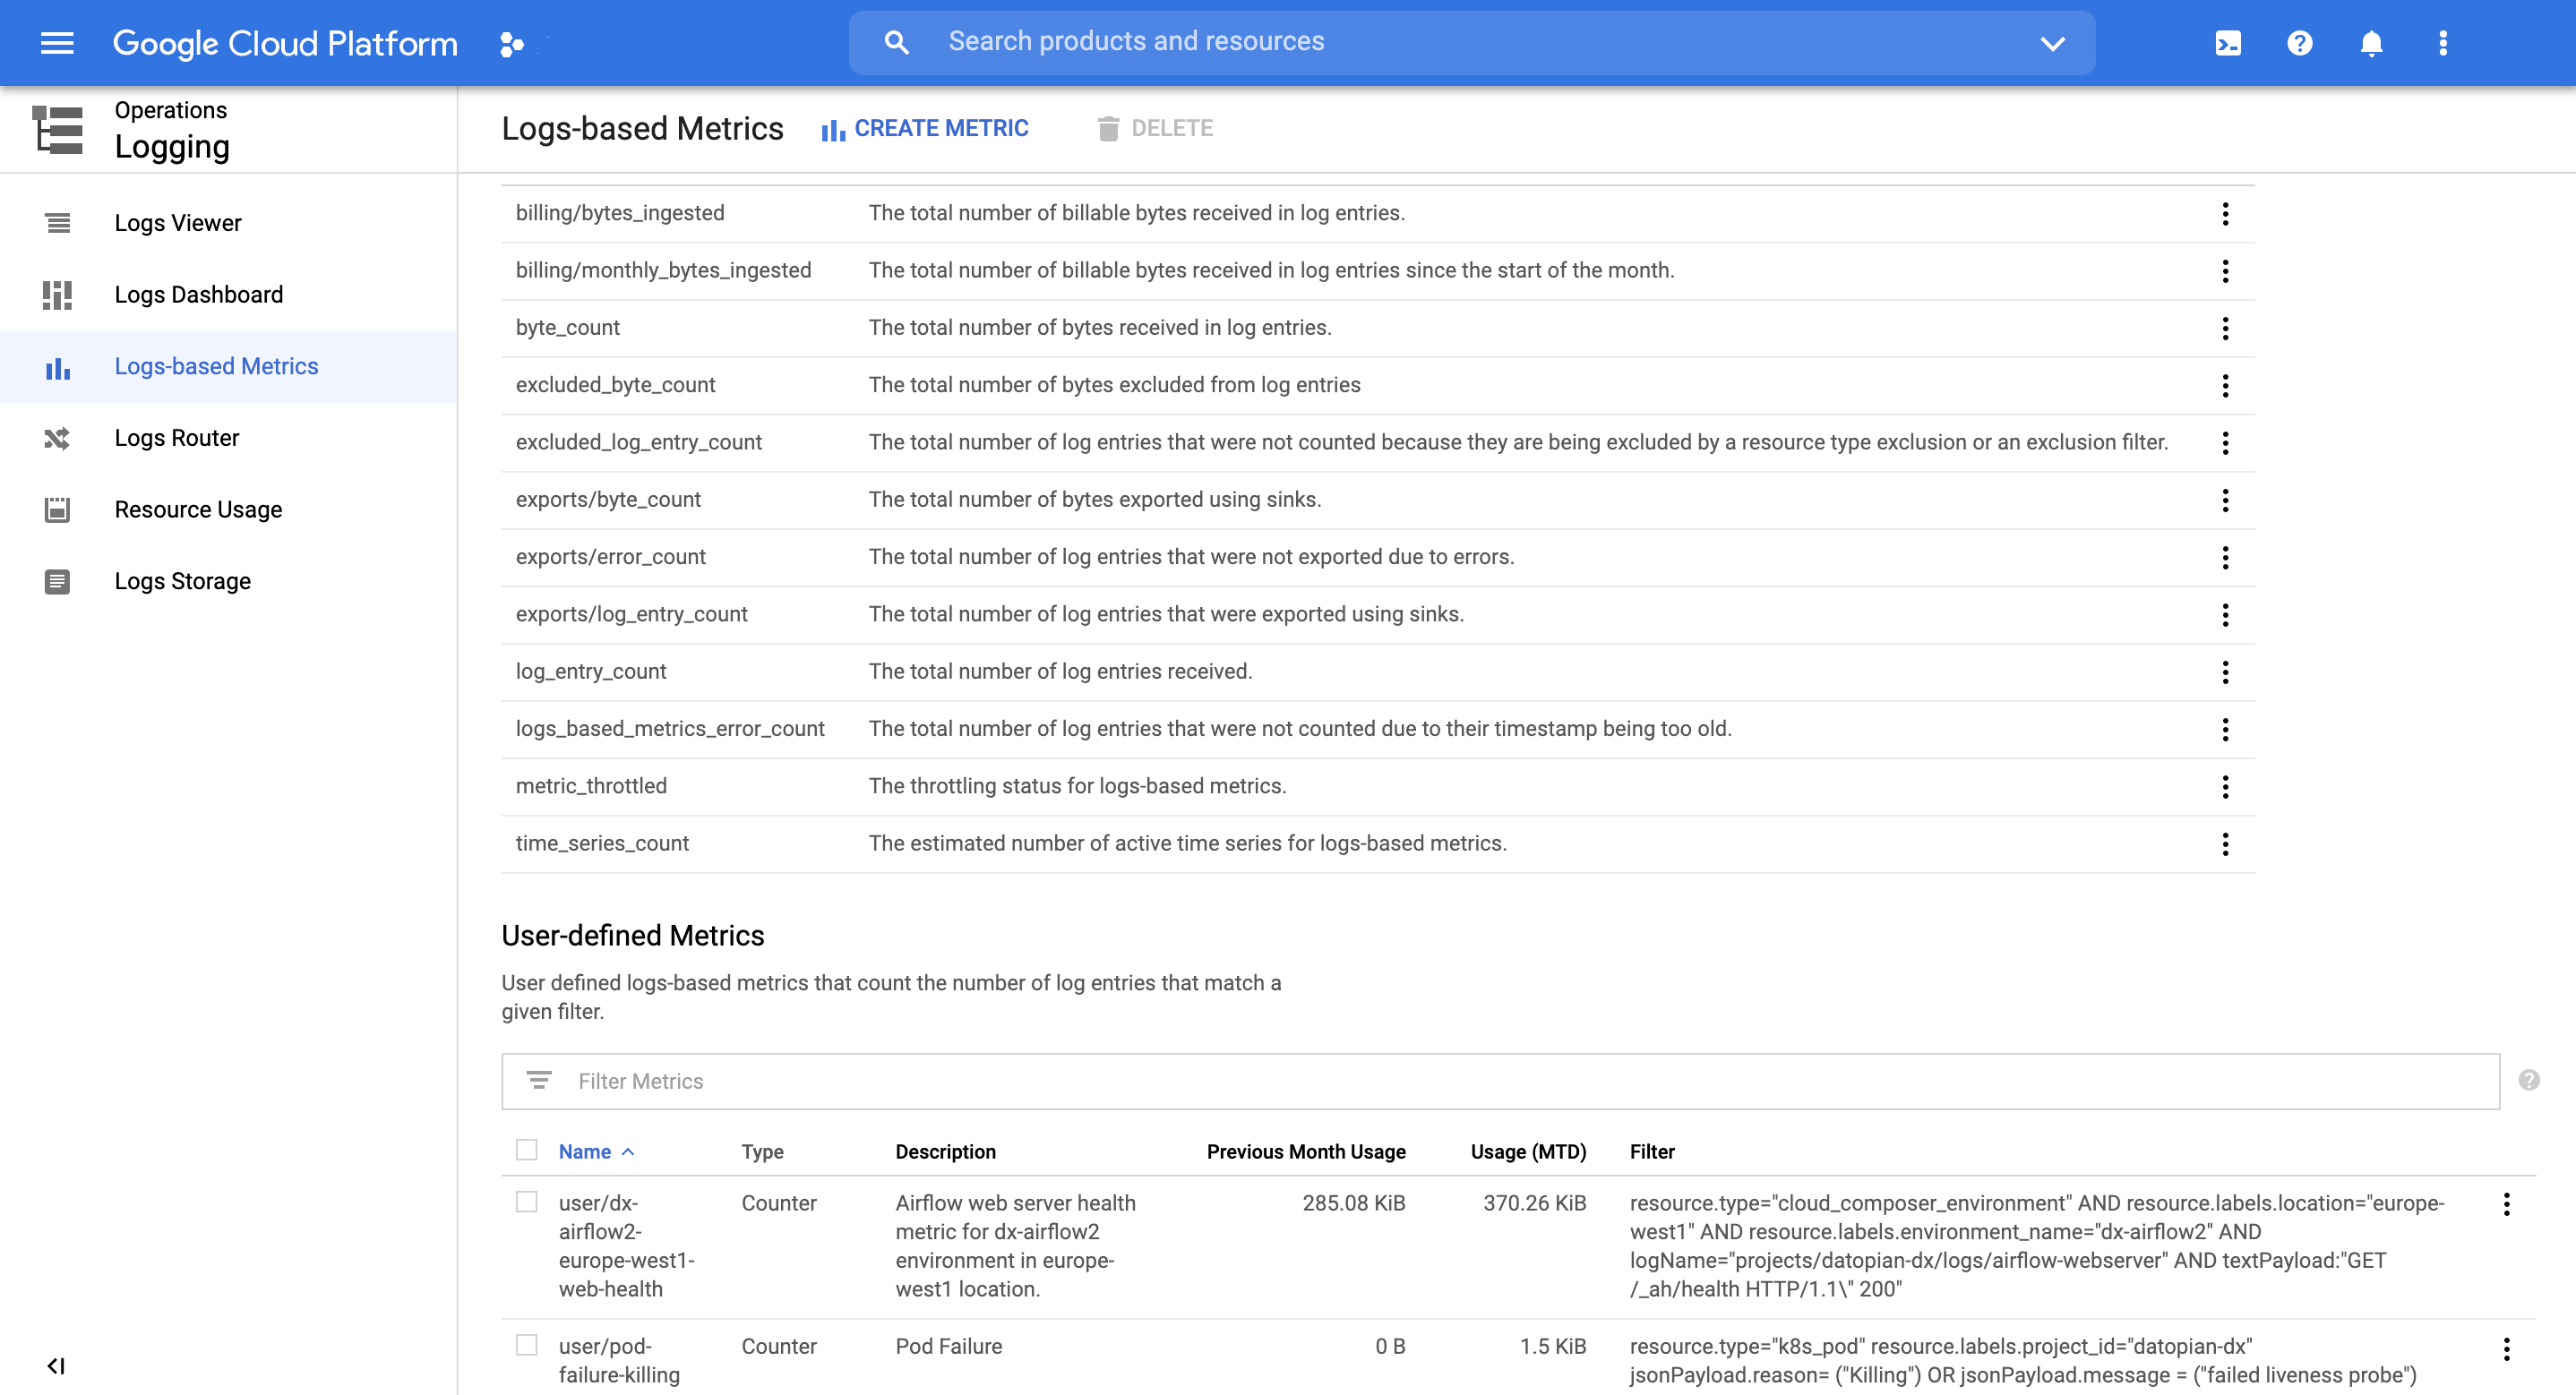 Google Cloud Platform
Search products and resources
Operations
Logging
Logs-based Metrics
CREATE METRIC
DELETE
Logs Viewer
Logs Dashboard
Logs-based Metrics
Logs Router
Resource Usage
Logs Storage
billing/bytes_ingested The total number of billable bytes received in log entries.
billing/monthly_bytes_ingested The total number of billable bytes received in log entries since the start of the month.
byte_count The total number of bytes received in log entries.
excluded_byte_count The total number of bytes excluded from log entries
excluded_log_entry_count The total number of log entries that were not counted because they are being excluded by a resource type exclusion or an exclusion filter.
exports/byte_count The total number of bytes exported using sinks.
exports/error_count The total number of log entries that were not exported due to errors.
exports/log_entry_count The total number of log entries that were exported using sinks.
log_entry_count The total number of log entries received.
logs_based_metrics_error_count The total number of log entries that were not counted due to their timestamp being too old.
metric_throttled The throttling status for logs-based metrics.
time_series_count The estimated number of active time series for logs-based metrics.
User-defined Metrics
User defined logs-based metrics that count the number of log entries that match a
given filter.
Filter Metrics
Name Type Description Previous Month Usage Usage (MTD) Filter
user/dx- Counter Airflow web server health 285.08 KiB 370.26 KiB resource.type="cloud_composer_environment" AND resource.labels.location="europe-
airflow2- metric for dx-airflow2 west1" AND resource.labels.environment_name="dx-airflow2" AND
europe-west1- environment in europe- logName="projects/datopian-dx/logs/airflow-webserver" AND textPayload:"GET
web-health west1 location. /_ah/health HTTP/1.1\" 200"
user/pod- Counter Pod Failure 0 B 1.5 KiB resource.type="k8s_pod" resource.labels.project_id="datopian-dx"
failure-killing jsonPayload.reason= ("Killing") OR jsonPayload.message = ("failed liveness probe")